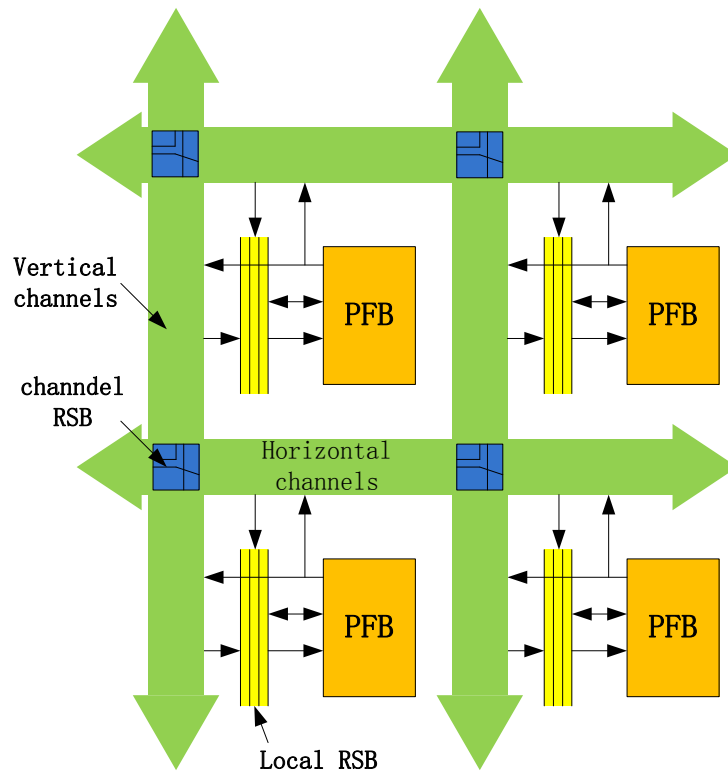 Vertical
channels
PFB
PFB
channdel
RSB
Horizontal
channels
PFB
PFB
Local RSB